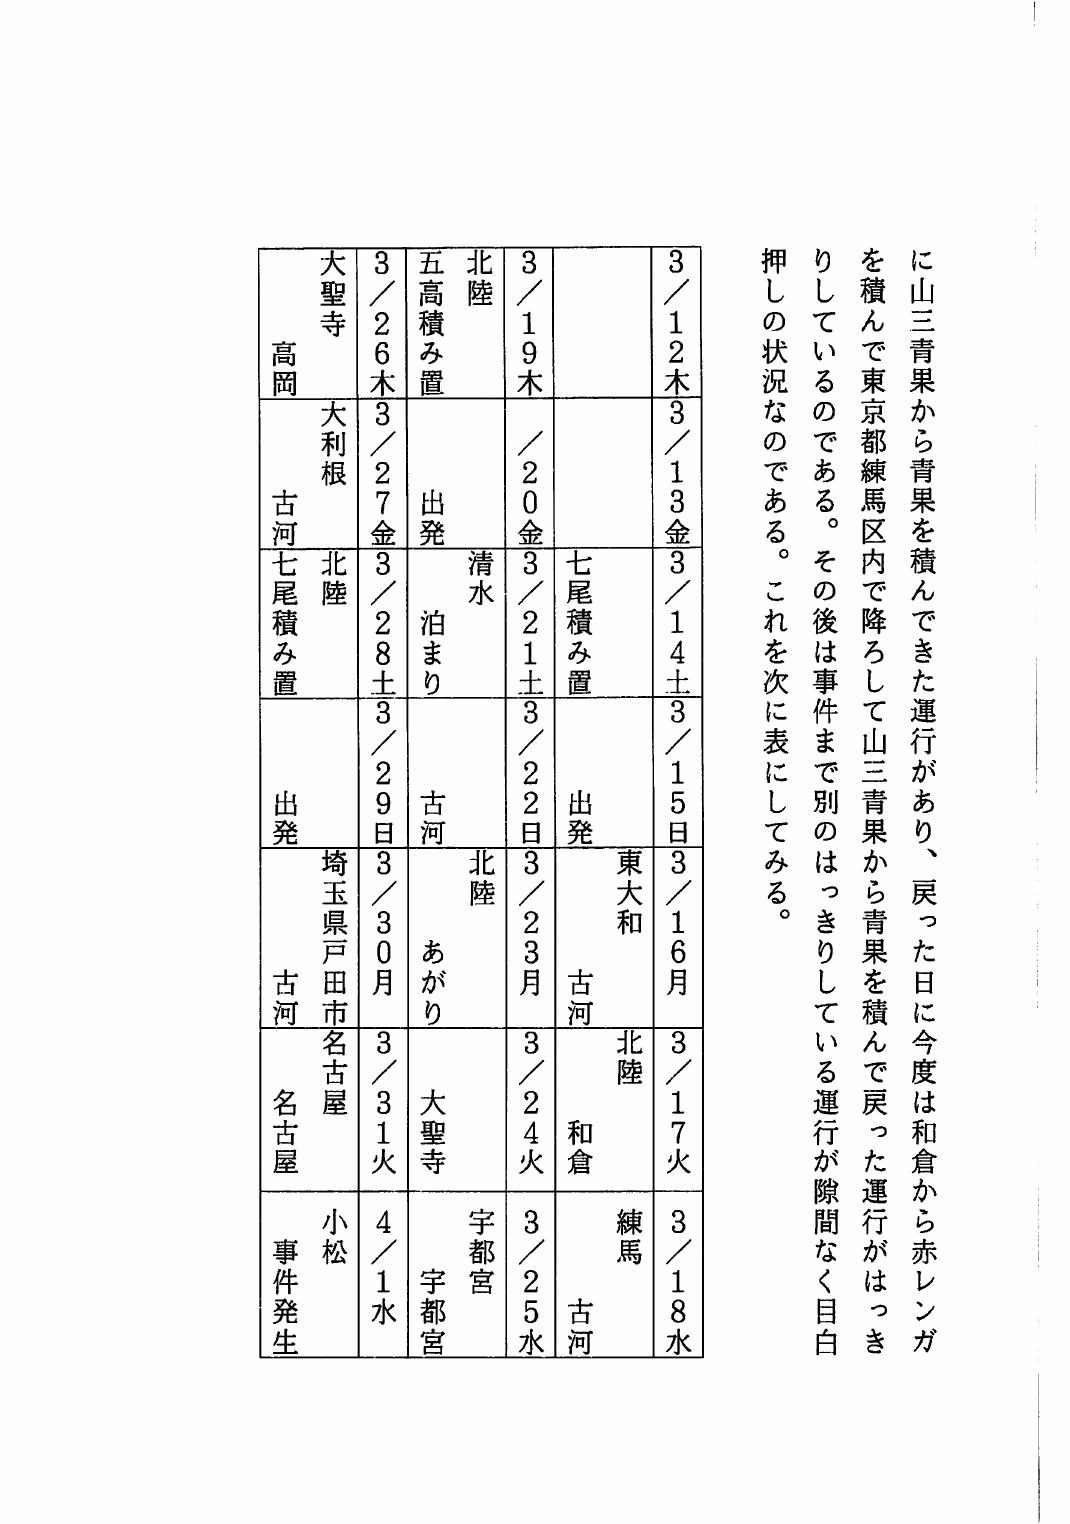 に山三青果から青果を積んできた運行があり、戻った日に今度は和倉から赤レンガ
を積んで東京都練馬区内で降ろして山三青果から青果を積んで戻った運行がはっき
りしているのである。その後は事件まで別のはっきりしている運行が隙間なく目白
押しの状況なのである。これを次に表にしてみる。
3/12木
3/13金
3/14土
3/15日
3/16月
3/17火
3/18水
七尾積み置
出発
東大和
古河
北陸
和倉
練馬
古河
3/19木
/20金
3/21土
3/22日
3/23月
3/24火
3/25水
北陸
五高積み置
出発
清水
泊まり
古河
北陸
あがり
大聖寺
宇都宮
宇都宮
3/26木
3/27金
3/28土
3/29日
3/30月
3/31火
4/1水
大聖寺
高岡
大利根
古河
北陸
七尾積み置
出発
埼玉県戸田市
古河
名古屋
名古屋
小松
事件発生